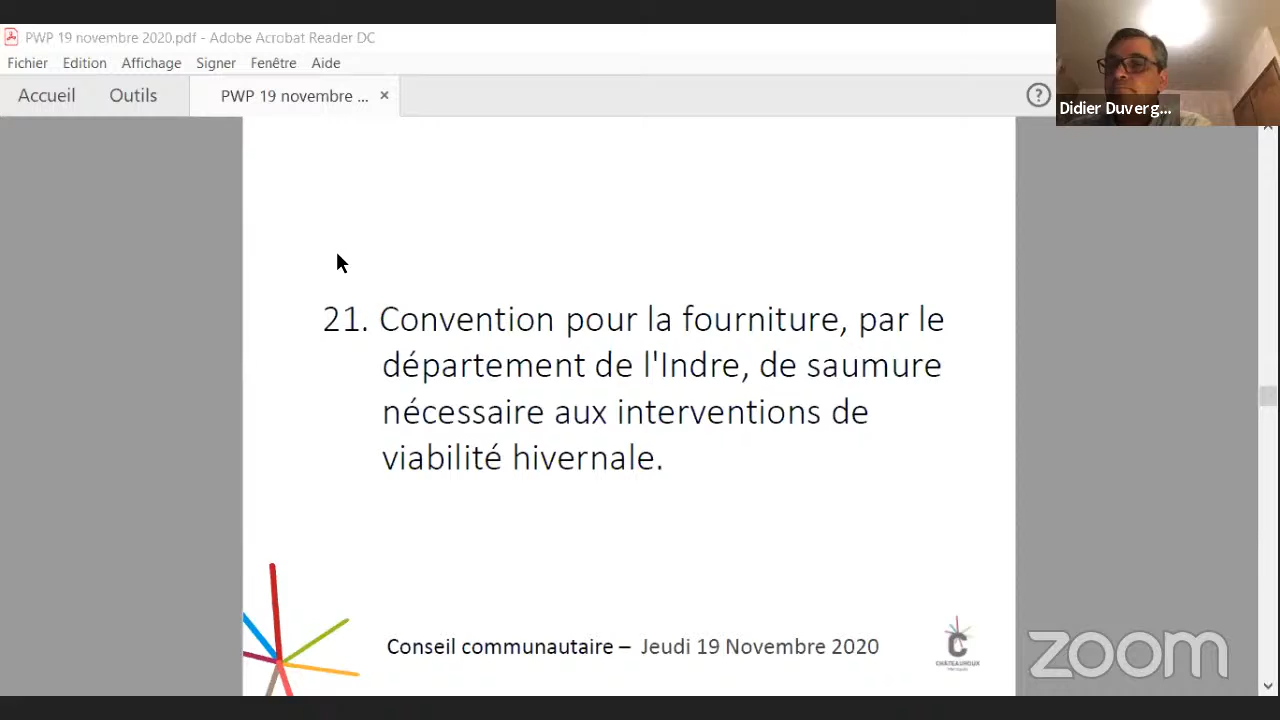 PWP 19 novembre 2020.pdf - Adobe Acrobat Reader DC
Fichier Edition Affichage Signer Fenêtre Aide
Accueil Outils PWP 19 novembre ... ×
?
Didier Duverg...
21. Convention pour la fourniture, par le
département de l'Indre, de saumure
nécessaire aux interventions de
viabilité hivernale.
Conseil communautaire – Jeudi 19 Novembre 2020
C
CHÂTEAUROUX
zoom